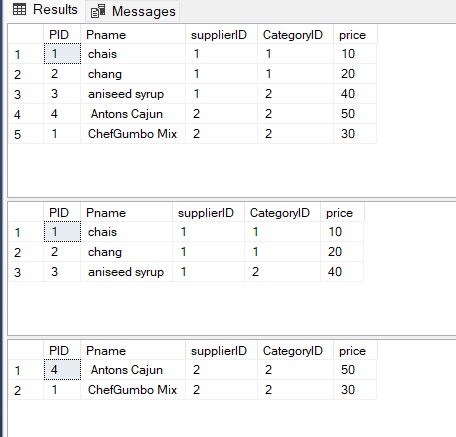 Results Messages
PID Pname supplierID CategoryID price
1 1 chais 1 1 10
2 2 chang 1 1 20
3 3 aniseed syrup 1 2 40
4 4 Antons Cajun 2 2 50
5 1 ChefGumbo Mix 2 2 30
PID Pname supplierID CategoryID price
1 1 chais 1 1 10
2 2 chang 1 1 20
3 3 aniseed syrup 1 2 40
PID Pname supplierID CategoryID price
1 4 Antons Cajun 2 2 50
2 1 ChefGumbo Mix 2 2 30